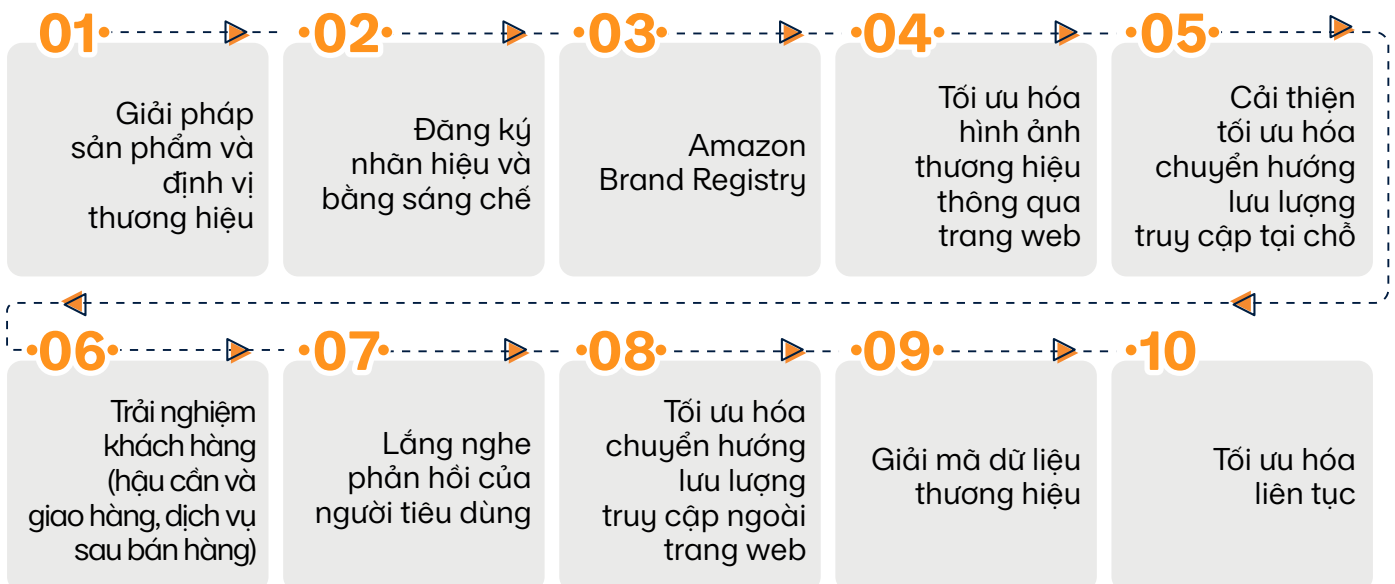 01
Giải pháp
sản phẩm và
định vị
thương hiệu
02
Đăng ký
nhãn hiệu và
bằng sáng chế
03
Amazon
Brand Registry
04
Tối ưu hóa
hình ảnh
thương hiệu
thông qua
trang web
05
Cải thiện
tối ưu hóa
chuyển hướng
lưu lượng
truy cập tại chỗ
06
Trải nghiệm
khách hàng
(hậu cần và
giao hàng, dịch vụ
sau bán hàng)
07
Lắng nghe
phản hồi của
người tiêu dùng
08
Tối ưu hóa
chuyển hướng
lưu lượng
truy cập ngoài
trang web
09
Giải mã dữ liệu
thương hiệu
10
Tối ưu hóa
liên tục